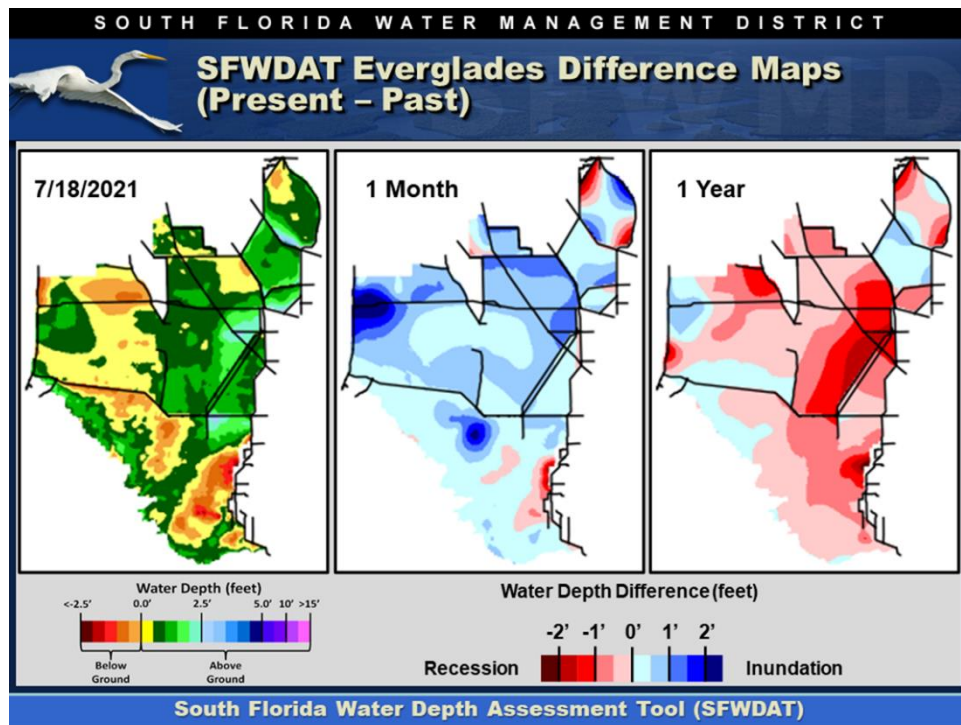 SOUTH FLORIDA WATER MANAGEMENT DISTRICT
SFWDAT Everglades Difference Maps
(Present – Past)
SFWMD
7/18/2021
1 Month
1 Year
Water Depth (feet)
<-2.5' 0.0' 2.5' 5.0' 10' >15'
Below
Ground
Above
Ground
Water Depth Difference (feet)
-2' -1' 0' 1' 2'
Recession
Inundation
South Florida Water Depth Assessment Tool (SFWDAT)